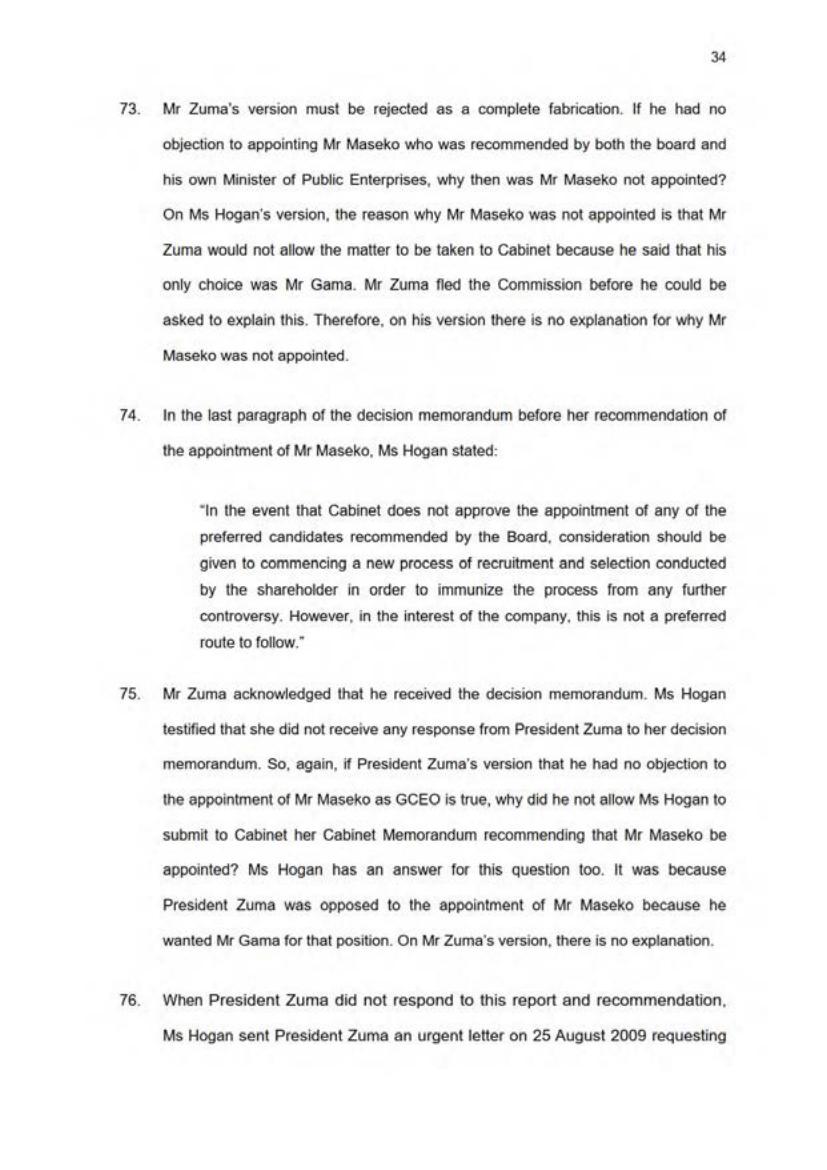 34
73. Mr Zuma's version must be rejected as a complete fabrication. If he had no
objection to appointing Mr Maseko who was recommended by both the board and
his own Minister of Public Enterprises, why then was Mr Maseko not appointed?
On Ms Hogan's version, the reason why Mr Maseko was not appointed is that Mr
Zuma would not allow the matter to be taken to Cabinet because he said that his
only choice was Mr Gama. Mr Zuma fled the Commission before he could be
asked to explain this. Therefore, on his version there is no explanation for why Mr
Maseko was not appointed.
74. In the last paragraph of the decision memorandum before her recommendation of
the appointment of Mr Maseko, Ms Hogan stated:
"In the event that Cabinet does not approve the appointment of any of the
preferred candidates recommended by the Board, consideration should be
given to commencing a new process of recruitment and selection conducted
by the shareholder in order to immunize the process from any further
controversy. However, in the interest of the company, this is not a preferred
route to follow."
75. Mr Zuma acknowledged that he received the decision memorandum. Ms Hogan
testified that she did not receive any response from President Zuma to her decision
memorandum. So, again, if President Zuma's version that he had no objection to
the appointment of Mr Maseko as GCEO is true, why did he not allow Ms Hogan to
submit to Cabinet her Cabinet Memorandum recommending that Mr Maseko be
appointed? Ms Hogan has an answer for this question too. It was because
President Zuma was opposed to the appointment of Mr Maseko because he
wanted Mr Gama for that position. On Mr Zuma's version, there is no explanation.
76. When President Zuma did not respond to this report and recommendation,
Ms Hogan sent President Zuma an urgent letter on 25 August 2009 requesting